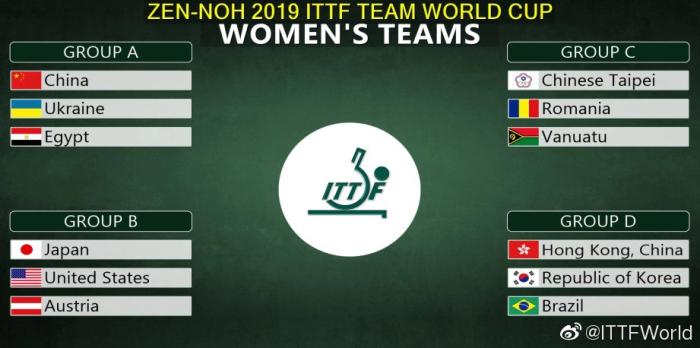 ZEN-NOH 2019 ITTF TEAM WORLD CUP
WOMEN'S TEAMS
GROUP A
China
Ukraine
Egypt
GROUP C
Chinese Taipei
Romania
Vanuatu
ITTF
GROUP B
Japan
United States
Austria
GROUP D
Hong Kong, China
Republic of Korea
Brazil
@ITTFWorld